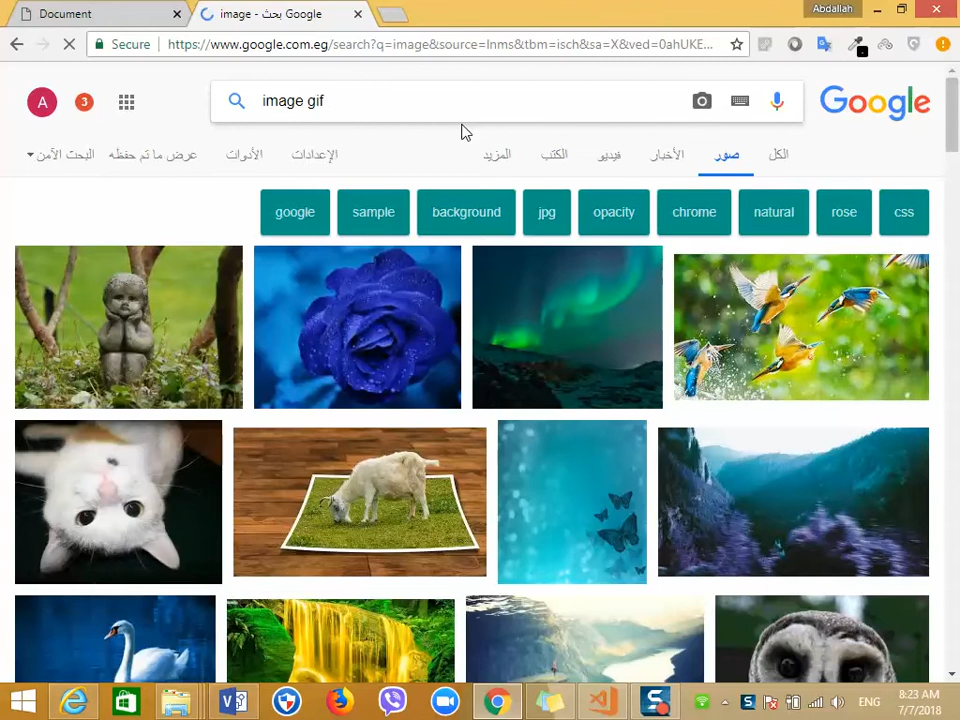 Document
image - بحث Google
Abdallah
Secure
https://www.google.com.eg/search?q=image&source=lnms&tbm=isch&sa=X&ved=0ahUKE...
A
3
image gif
Google
الكل
صور
الأخبار
فيديو
الكتب
المزيد
الإعدادات
الأدوات
عرض ما تم حفظه
البحث الآمن
google
sample
background
jpg
opacity
chrome
natural
rose
css
ENG
8:23 AM
7/7/2018